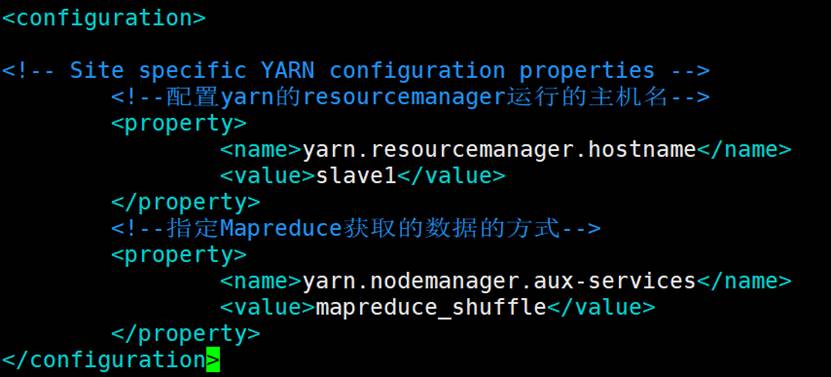 <configuration>
<!-- Site specific YARN configuration properties -->
<!--配置yarn的resourcemanager运行的主机名-->
<property>
<name>yarn.resourcemanager.hostname</name>
<value>slave1</value>
</property>
<!--指定Mapreduce获取的数据的方式-->
<property>
<name>yarn.nodemanager.aux-services</name>
<value>mapreduce_shuffle</value>
</property>
</configuration>